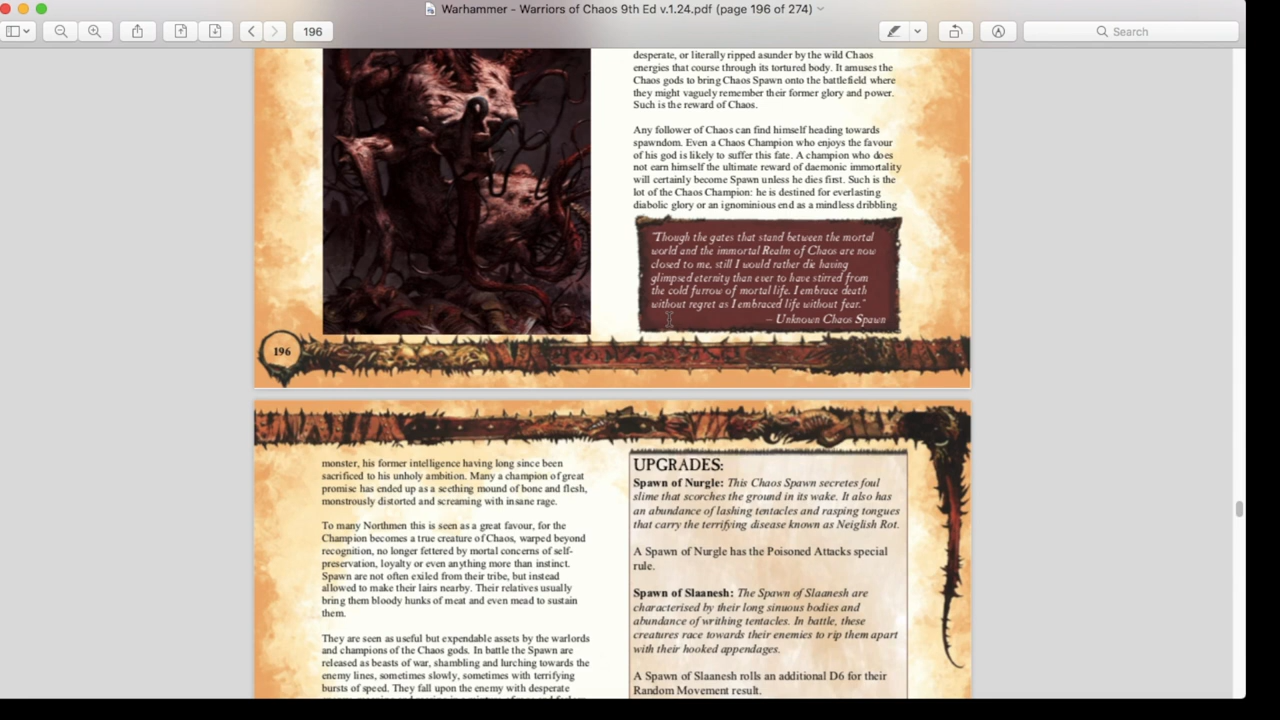 Warhammer - Warriors of Chaos 9th Ed v.1.24.pdf (page 196 of 274)
196
Search
desperate, or literally ripped asunder by the wild Chaos
energies that course through its tortured body. It amuses the
Chaos gods to bring Chaos Spawn onto the battlefield where
they might vaguely remember their former glory and power.
Such is the reward of Chaos.
Any follower of Chaos can find himself heading towards
spawndom. Even a Chaos Champion who enjoys the favour
of his god is likely to suffer this fate. A champion who does
not earn himself the ultimate reward of daemonic immortality
will certainly become Spawn unless he dies first. Such is the
lot of the Chaos Champion: he is destined for everlasting
diabolic glory or an ignominious end as a mindless dribbling
"Though the gates that stand between the mortal
world and the immortal Realm of Chaos are now
closed to me, still I would rather die having
glimpsed eternity than ever to have stirred from
the cold furrow of mortal life. I embrace death
without regret as I embraced life without fear."
– Unknown Chaos Spawn
196
monster, his former intelligence having long since been
sacrificed to his unholy ambition. Many a champion of great
promise has ended up as a seething mound of bone and flesh,
monstrously distorted and screaming with insane rage.
To many Northmen this is seen as a great favour, for the
Champion becomes a true creature of Chaos, warped beyond
recognition, no longer fettered by mortal concerns of self-
preservation, loyalty or even anything more than instinct.
Spawn are not often exiled from their tribe, but instead
allowed to make their lairs nearby. Their relatives usually
bring them bloody hunks of meat and even mead to sustain
them.
They are seen as useful but expendable assets by the warlords
and champions of the Chaos gods. In battle the Spawn are
released as beasts of war, shambling and lurching towards the
enemy lines, sometimes slowly, sometimes with terrifying
bursts of speed. They fall upon the enemy with desperate
UPGRADES:
Spawn of Nurgle: This Chaos Spawn secretes foul
slime that scorches the ground in its wake. It also has
an abundance of lashing tentacles and rasping tongues
that carry the terrifying disease known as Neiglish Rot.
A Spawn of Nurgle has the Poisoned Attacks special
rule.
Spawn of Slaanesh: The Spawn of Slaanesh are
characterised by their long sinuous bodies and
abundance of writhing tentacles. In battle, these
creatures race towards their enemies to rip them apart
with their hooked appendages.
A Spawn of Slaanesh rolls an additional D6 for their
Random Movement result.